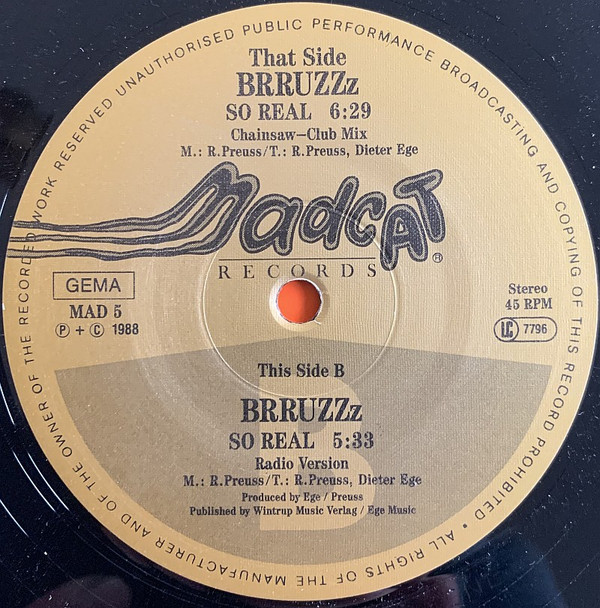 That Side
BRRUZZz
SO REAL 6:29
Chainsaw–Club Mix
M.: R.Preuss/T.: R.Preuss, Dieter Ege
MadcAT
®
RECORDS
GEMA
MAD 5
Ⓟ + © 1988
Stereo
45 RPM
LC 7796
This Side B
B
BRRUZZz
SO REAL 5:33
Radio Version
M.: R.Preuss/T.: R.Preuss, Dieter Ege
Produced by Ege / Preuss
Published by Wintrup Music Verlag / Ege Music
ALL RIGHTS OF THE MANUFACTURER AND OF THE OWNER OF THE RECORDED WORK RESERVED UNAUTHORISED PUBLIC PERFORMANCE BROADCASTING AND COPYING OF THIS RECORD PROHIBITED •